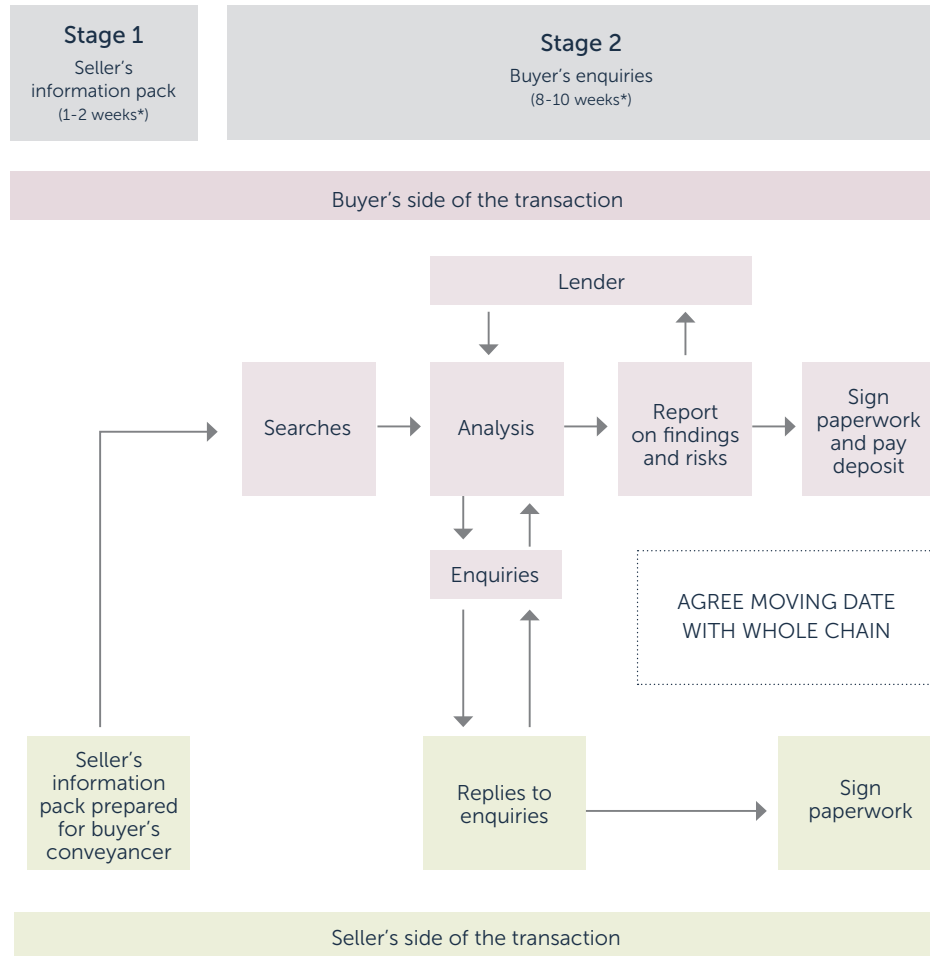 Stage 1
Seller’s
information pack
(1-2 weeks*)
Stage 2
Buyer’s enquiries
(8-10 weeks*)
Buyer’s side of the transaction
Lender
Searches
Analysis
Report
on findings
and risks
Sign
paperwork
and pay
deposit
Enquiries
AGREE MOVING DATE
WITH WHOLE CHAIN
Seller’s
information
pack prepared
for buyer’s
conveyancer
Replies to
enquiries
Sign
paperwork
Seller’s side of the transaction